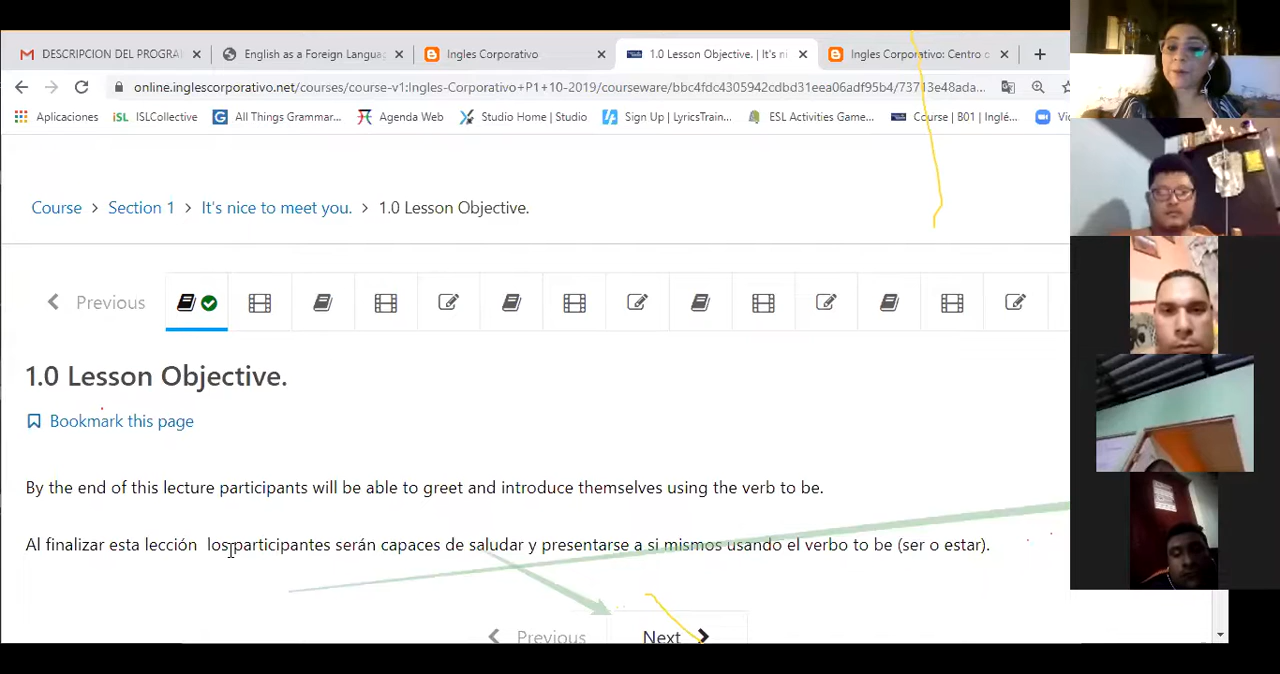 DESCRIPCION DEL PROGRA
English as a Foreign Langua
Ingles Corporativo
1.0 Lesson Objective. | It's ni
Ingles Corporativo: Centro
online.inglescorporativo.net/courses/course-v1:Ingles-Corporativo+P1+10-2019/courseware/bbc4fdc4305942cdbd31eea06adf95b4/73713e48ada...
Aplicaciones
iSL ISLCollective
All Things Grammar...
Agenda Web
Studio Home | Studio
Sign Up | LyricsTrain...
ESL Activities Game...
Course | B01 | Inglé...
Course > Section 1 > It's nice to meet you. > 1.0 Lesson Objective.
Previous
1.0 Lesson Objective.
Bookmark this page
By the end of this lecture participants will be able to greet and introduce themselves using the verb to be.
Al finalizar esta lección los participantes serán capaces de saludar y presentarse a si mismos usando el verbo to be (ser o estar).
Previous
Next